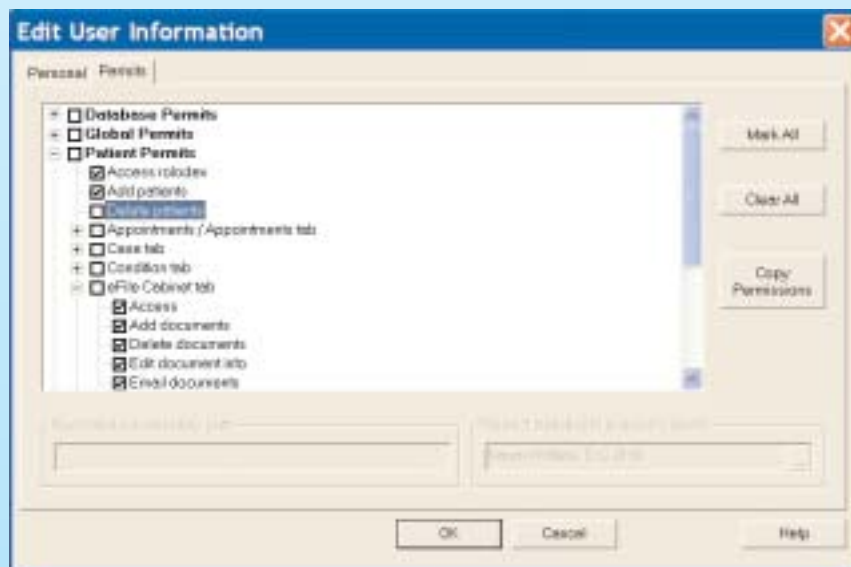 Edit User Information
Personal Permits
Database Permits
Global Permits
Patient Permits
Access rolodex
Add patients
Delete patients
Appointments / Appointments tab
Case tab
Condition tab
eFile Cabinet tab
Access
Add documents
Delete documents
Edit document info
Email documents
Mark All
Clear All
Copy
Permissions
OK Cancel Help